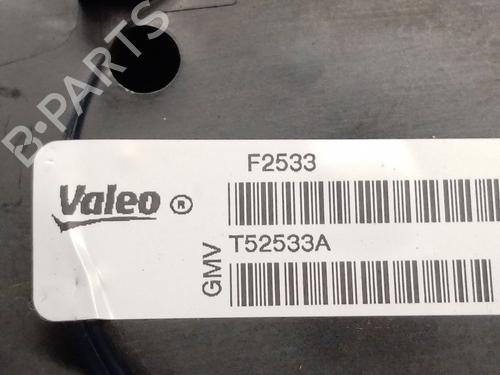 B-PARTS
F2533
Valeo ®
T52533A
GMV